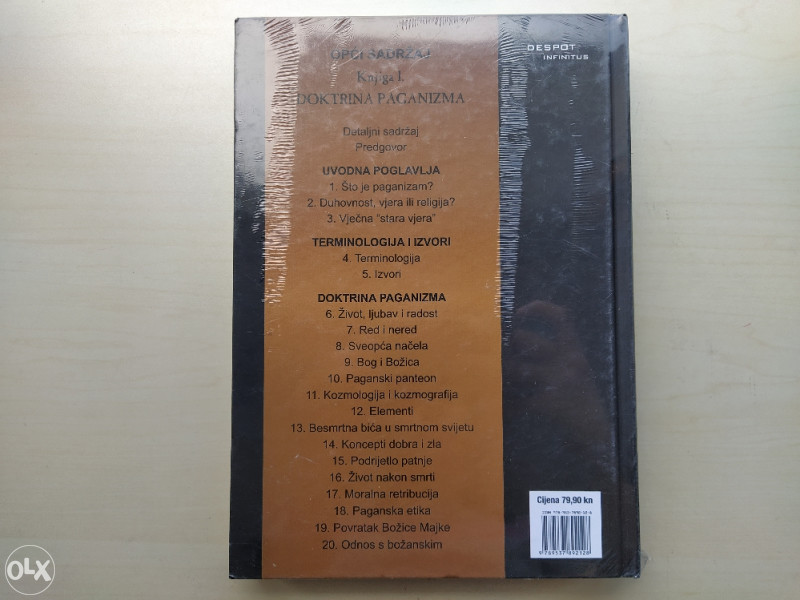 OPĆI SADRŽAJ
Knjiga I.
DOKTRINA PAGANIZMA
Detaljni sadržaj
Predgovor
UVODNA POGLAVLJA
1. Što je paganizam?
2. Duhovnost, vjera ili religija?
3. Vječna "stara vjera"
TERMINOLOGIJA I IZVORI
4. Terminologija
5. Izvori
DOKTRINA PAGANIZMA
6. Život, ljubav i radost
7. Red i nered
8. Sveopća načela
9. Bog i Božica
10. Paganski panteon
11. Kozmologija i kozmografija
12. Elementi
13. Besmrtna bića u smrtnom svijetu
14. Koncepti dobra i zla
15. Podrijetlo patnje
16. Život nakon smrti
17. Moralna retribucija
18. Paganska etika
19. Povratak Božice Majke
20. Odnos s božanskim
DESPOT
INFINITUS
Cijena 79,90 kn
OLX